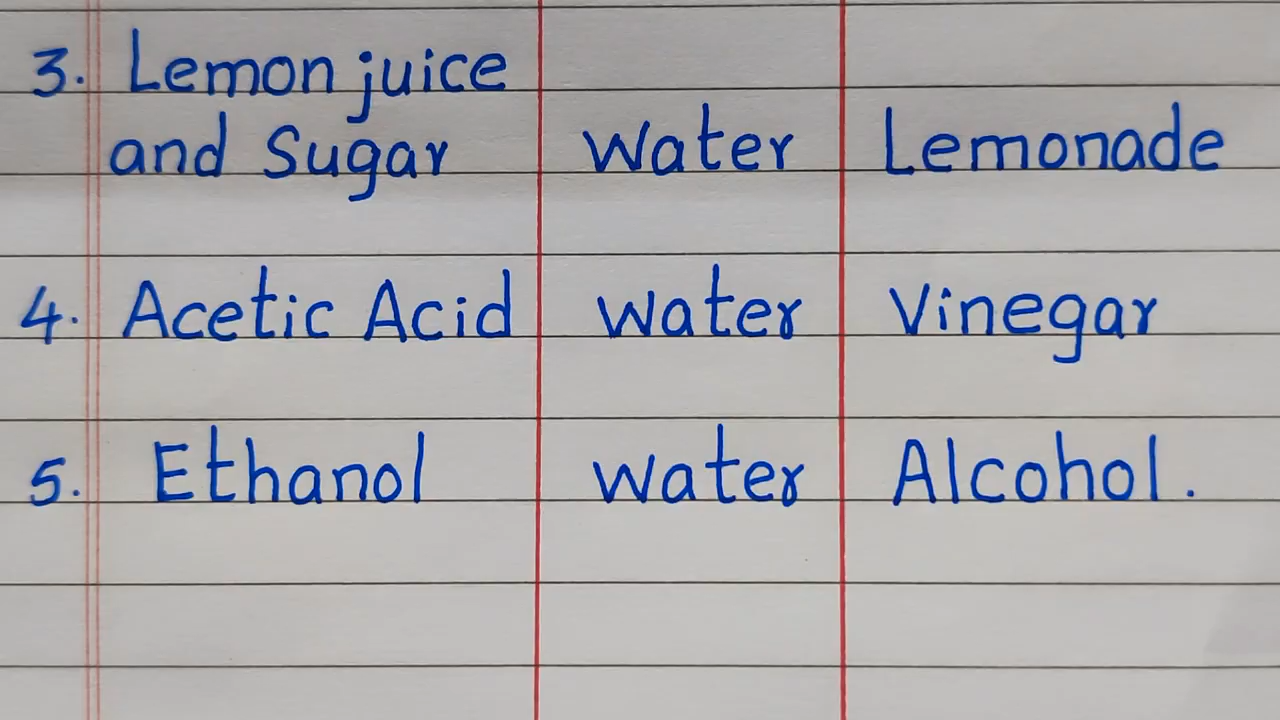 3. Lemon juice
and Sugar water Lemonade
4. Acetic Acid water Vinegar
5. Ethanol water Alcohol.